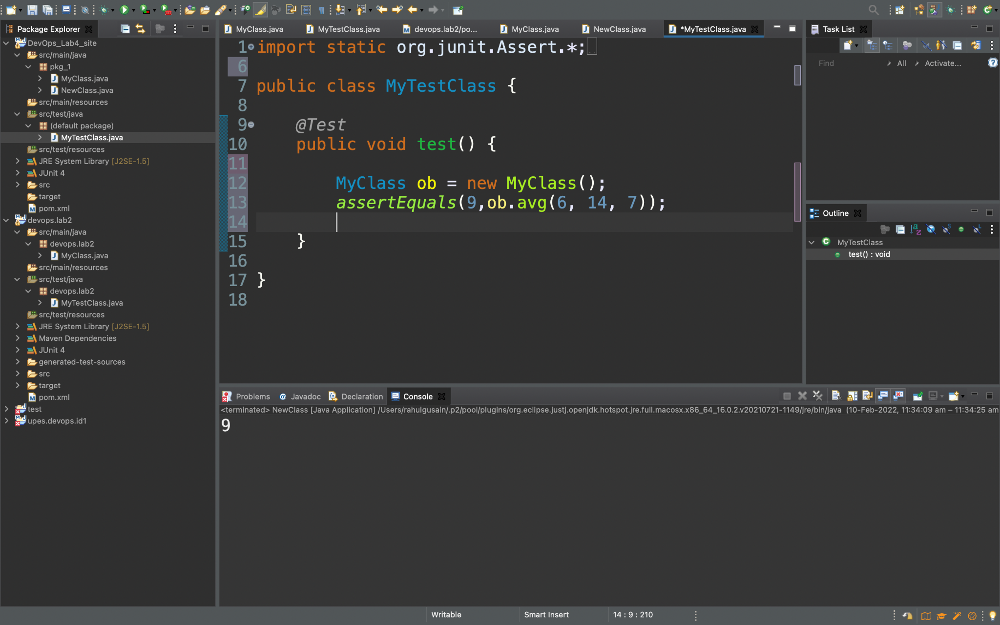 Package Explorer
DevOps_Lab4_site
src/main/java
pkg_1
MyClass.java
NewClass.java
src/main/resources
src/test/java
(default package)
MyTestClass.java
src/test/resources
JRE System Library [J2SE-1.5]
JUnit 4
src
target
pom.xml
devops.lab2
src/main/java
devops.lab2
MyClass.java
src/main/resources
src/test/java
devops.lab2
MyTestClass.java
src/test/resources
JRE System Library [J2SE-1.5]
Maven Dependencies
JUnit 4
generated-test-sources
src
target
pom.xml
test
upes.devops.id1
MyClass.java MyTestClass.java devops.lab2/po... MyClass.java NewClass.java *MyTestClass.java
1 import static org.junit.Assert.*;
6
7 public class MyTestClass {
8
9 @Test
10 public void test() {
11
12 MyClass ob = new MyClass();
13 assertEquals(9,ob.avg(6, 14, 7));
14
15 }
16
17 }
18
Task List
Find All Activate...
Outline
MyTestClass
test() : void
Problems Javadoc Declaration Console
<terminated> NewClass [Java Application] /Users/rahulgusain/.p2/pool/plugins/org.eclipse.justj.openjdk.hotspot.jre.full.macosx.x86_64_16.0.2.v20210721-1149/jre/bin/java (10-Feb-2022, 11:34:09 am – 11:34:25 am
9
Writable Smart Insert 14 : 9 : 210